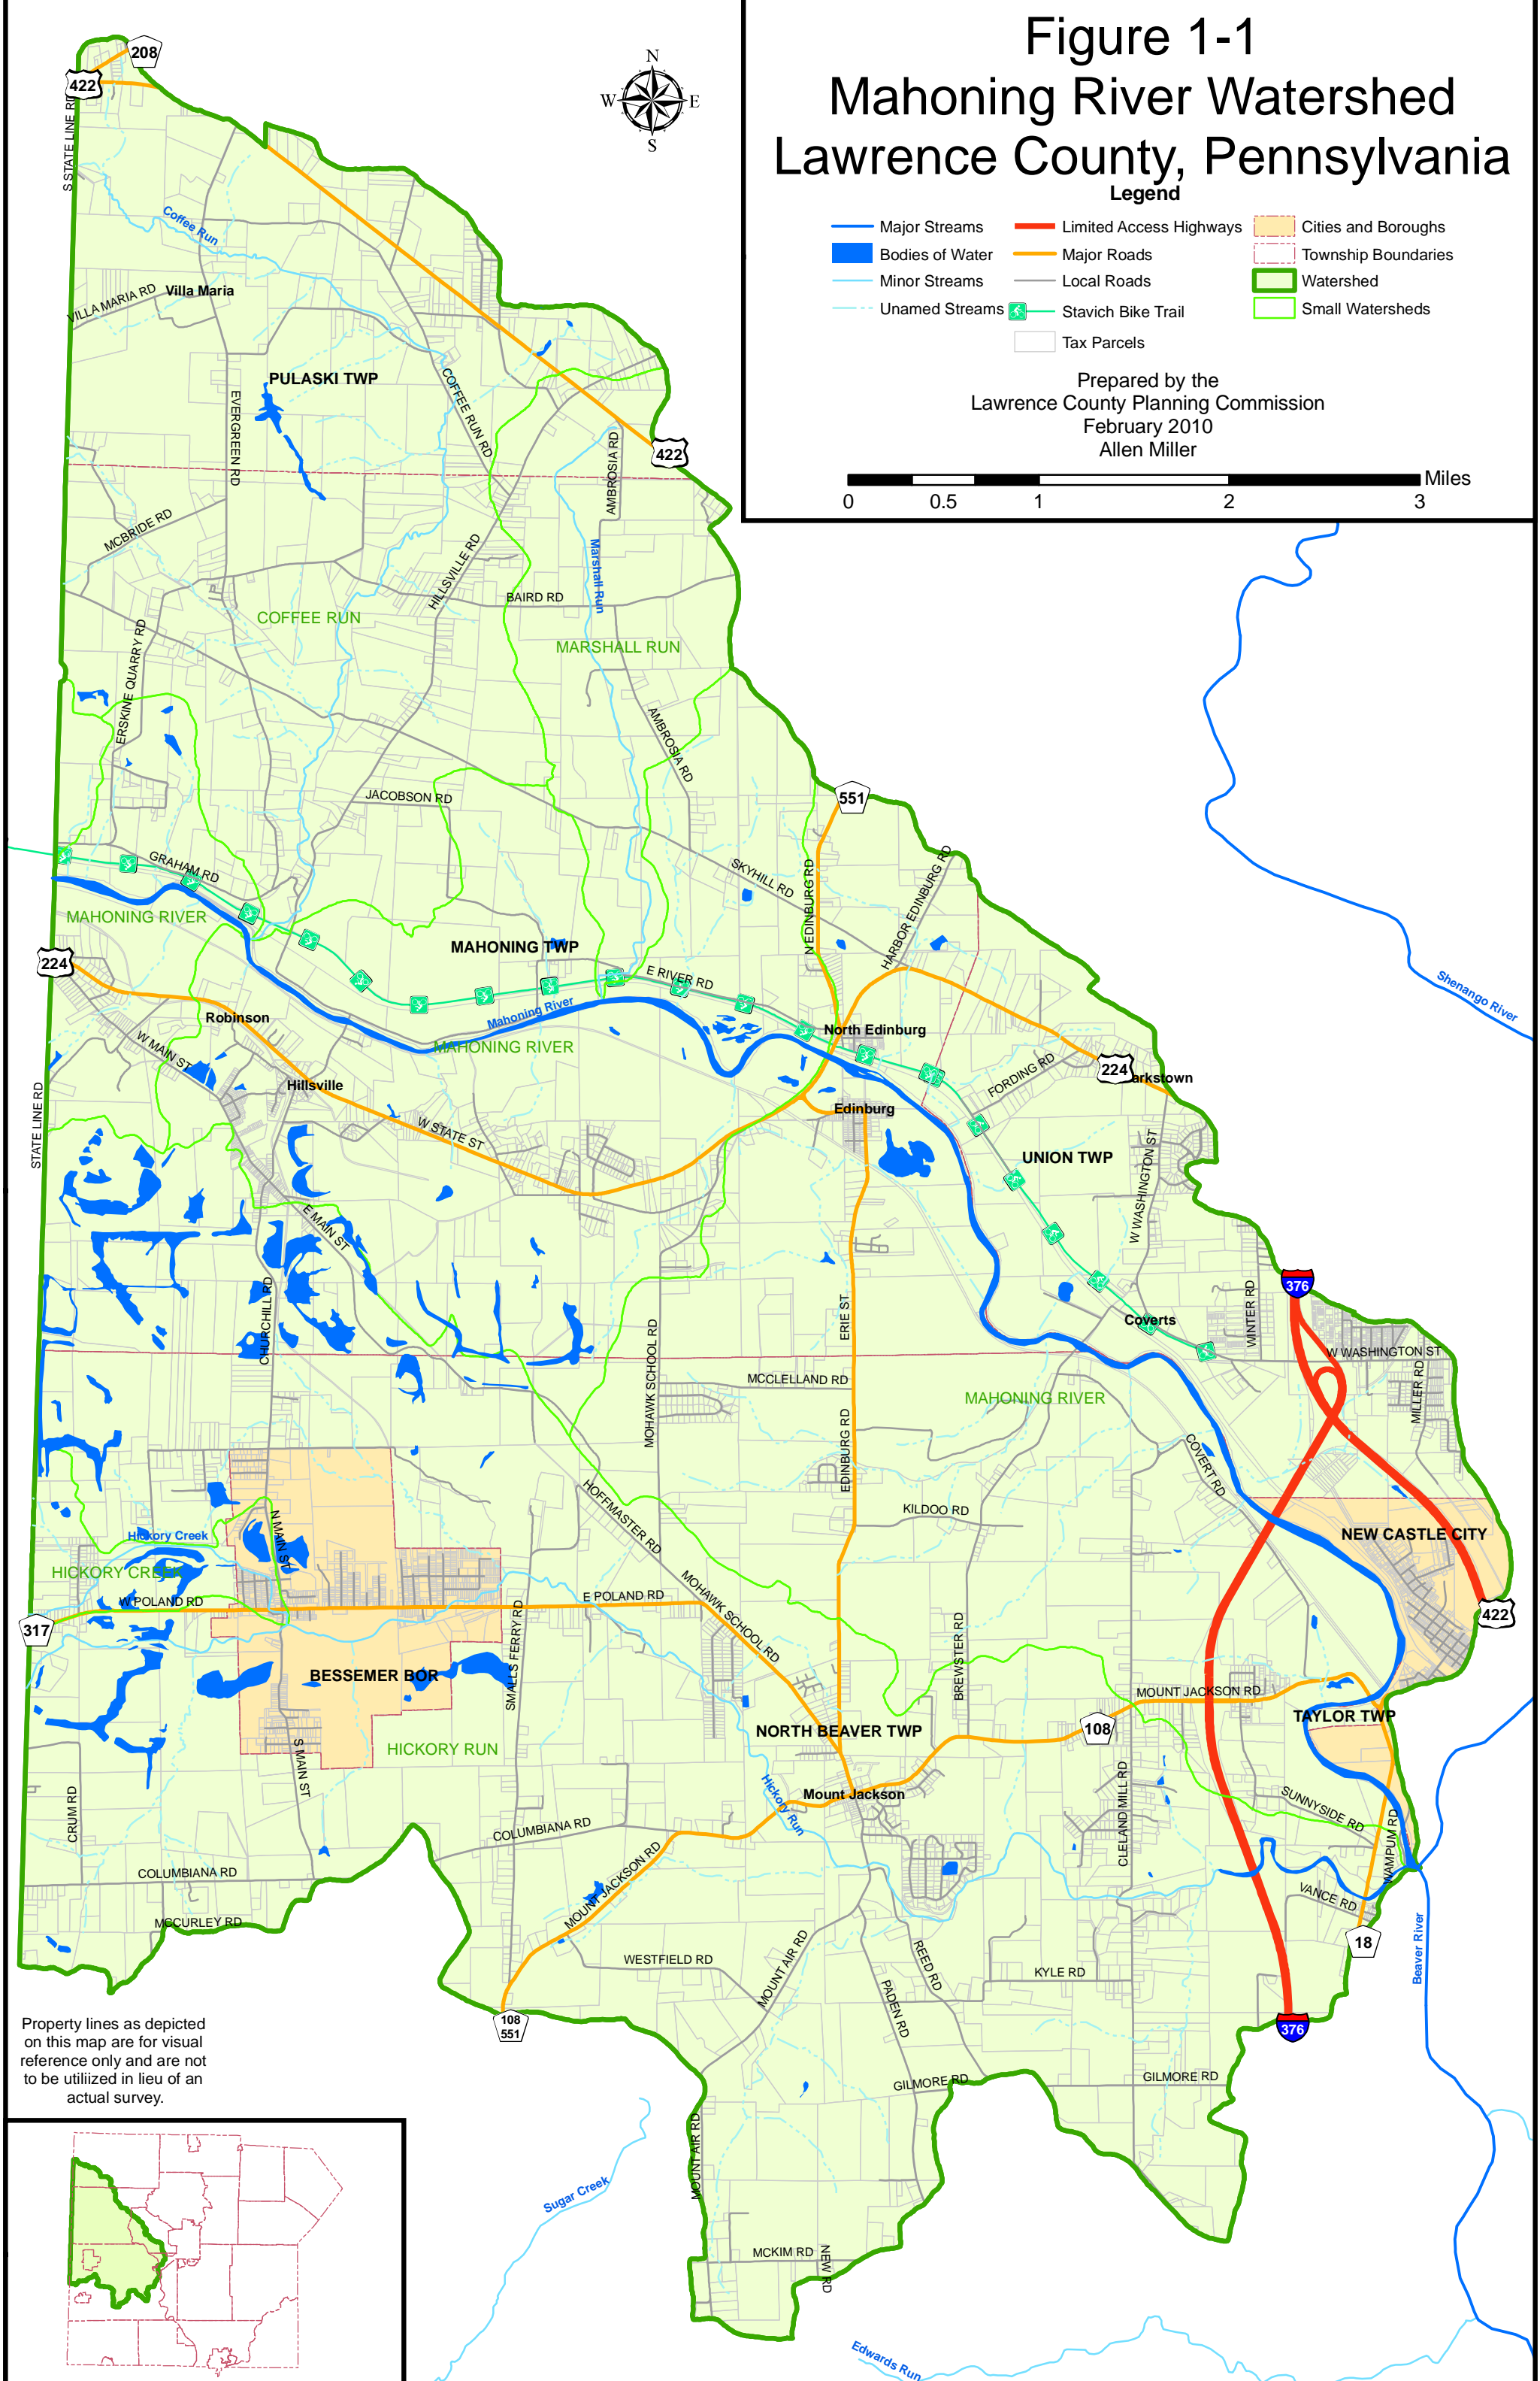 Figure 1-1
Mahoning River Watershed
Lawrence County, Pennsylvania
Legend
Major Streams
Bodies of Water
Minor Streams
Unamed Streams
Limited Access Highways
Major Roads
Local Roads
Stavich Bike Trail
Tax Parcels
Cities and Boroughs
Township Boundaries
Watershed
Small Watersheds
Prepared by the
Lawrence County Planning Commission
February 2010
Allen Miller
Miles
0 0.5 1 2 3
N
W E
S
208
422
S STATE LINE RD
Coffee Run
VILLA MARIA RD
Villa Maria
PULASKI TWP
EVERGREEN RD
COFFEE RUN RD
AMBROSIA RD
422
MCBRIDE RD
HILLSVILLE RD
Marshall Run
BAIRD RD
COFFEE RUN
MARSHALL RUN
ERSKINE QUARRY RD
AMBROSIA RD
JACOBSON RD
551
GRAHAM RD
SKYHILL RD
N EDINBURG RD
HARBOR EDINBURG RD
MAHONING RIVER
MAHONING TWP
224
E RIVER RD
Shenango River
Mahoning River
Robinson
North Edinburg
W MAIN ST
MAHONING RIVER
Hillsville
FORDING RD
224
arkstown
Edinburg
STATE LINE RD
W STATE ST
UNION TWP
W WASHINGTON ST
E MAIN ST
376
CHURCHILL RD
ERIE ST
WINTER RD
Coverts
W WASHINGTON ST
MOHAWK SCHOOL RD
MCCLELLAND RD
MAHONING RIVER
MILLER RD
EDINBURG RD
COVERT RD
HOFFMASTER RD
KILDOO RD
N MAIN ST
Hickory Creek
NEW CASTLE CITY
HICKORY CREEK
W POLAND RD
E POLAND RD
MOHAWK SCHOOL RD
317
422
SMALLS FERRY RD
BREWSTER RD
BESSEMER BOR
MOUNT JACKSON RD
NORTH BEAVER TWP
108
TAYLOR TWP
HICKORY RUN
S MAIN ST
Hickory Run
Mount Jackson
CRUM RD
CLELAND MILL RD
SUNNYSIDE RD
COLUMBIANA RD
WAMPUM RD
COLUMBIANA RD
MOUNT JACKSON RD
VANCE RD
MCCURLEY RD
18
Beaver River
WESTFIELD RD
MOUNT AIR RD
REED RD
KYLE RD
PADEN RD
108
551
376
Property lines as depicted
on this map are for visual
reference only and are not
to be utiliized in lieu of an
actual survey.
GILMORE RD
GILMORE RD
MOUNT AIR RD
Sugar Creek
MCKIM RD
NEW RD
Edwards Run